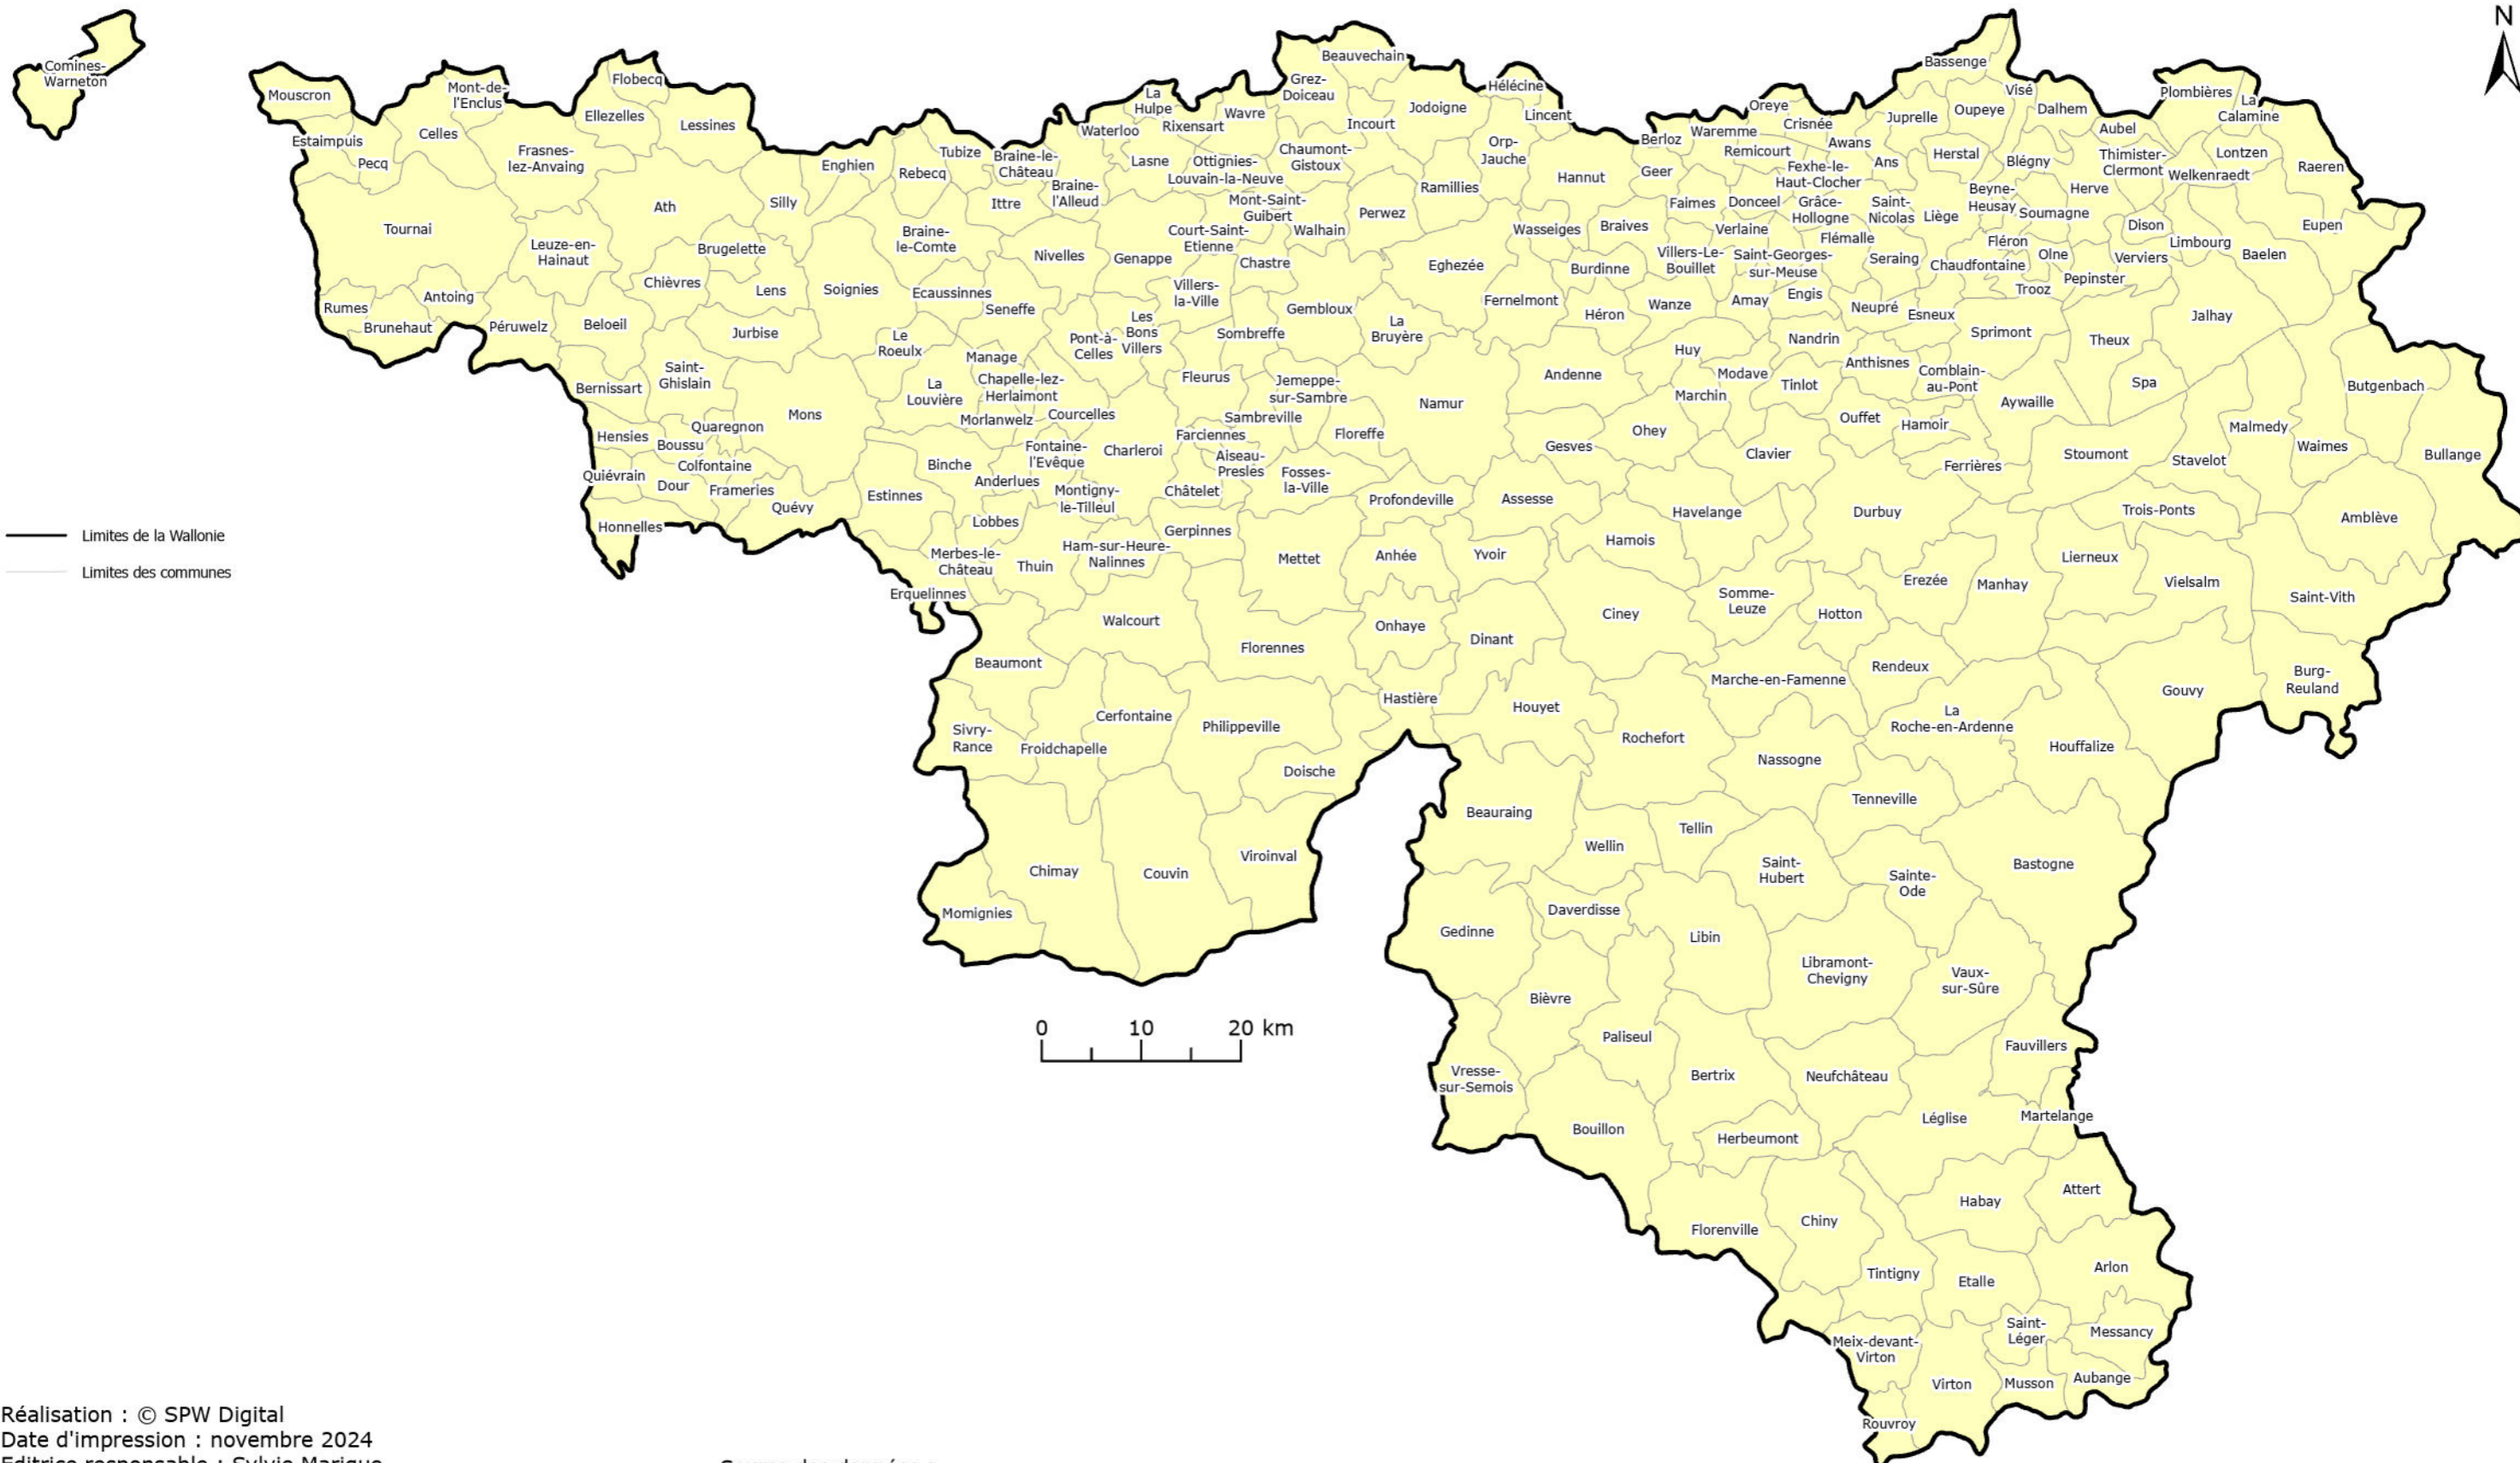 N
Comines-
Warneton
Mouscron
Estaimpuis
Pecq
Celles
Mont-de-
l'Enclus
Flobecq
Ellezelles
Lessines
Frasnes-
lez-Anvaing
Tournai
Ath
Silly
Enghien
Rebecq
Tubize
Braine-le-
Château
Ittre
Braine-
l'Alleud
Waterloo
La
Hulpe
Rixensart
Lasne
Wavre
Grez-
Doiceau
Beauvechain
Jodoigne
Hélécine
Lincent
Incourt
Orp-
Jauche
Chaumont-
Gistoux
Ottignies-
Louvain-la-Neuve
Mont-Saint-
Guibert
Ramillies
Perwez
Walhain
Court-Saint-
Etienne
Chastre
Genappe
Nivelles
Villers-
la-Ville
Hannut
Berloz
Geer
Waremme
Oreye
Crisnée
Remicourt
Awans
Fexhe-le-
Haut-Clocher
Ans
Juprelle
Bassenge
Oupeye
Visé
Dalhem
Herstal
Blégny
Aubel
Plombières
La
Calamine
Lontzen
Raeren
Thimister-
Clermont
Welkenraedt
Herve
Beyne-
Heusay
Soumagne
Saint-
Nicolas
Liège
Grâce-
Hollogne
Faimes
Donceel
Verlaine
Flémalle
Fléron
Dison
Limbourg
Eupen
Baelen
Verviers
Olne
Chaudfontaine
Pepinster
Trooz
Seraing
Saint-Georges-
sur-Meuse
Villers-Le-
Bouillet
Braives
Wasseiges
Burdinne
Eghezée
Fernelmont
Héron
Wanze
Amay
Engis
Neupré
Esneux
Sprimont
Theux
Jalhay
Leuze-en-
Hainaut
Brugelette
Chièvres
Lens
Soignies
Braine-
le-Comte
Ecaussinnes
Seneffe
Rumes
Antoing
Brunehaut
Péruwelz
Beloeil
Jurbise
Le
Roeulx
Manage
Pont-à-
Celles
Les
Bons
Villers
Sombreffe
Gembloux
La
Bruyère
Huy
Nandrin
Modave
Anthisnes
Comblain-
au-Pont
Tinlot
Marchin
Andenne
Spa
Butgenbach
Bernissart
Saint-
Ghislain
La
Louvière
Chapelle-lez-
Herlaimont
Morlanwelz
Courcelles
Fleurus
Jemeppe-
sur-Sambre
Sambreville
Namur
Aywaille
Ouffet
Hamoir
Mons
Quaregnon
Hensies
Boussu
Colfontaine
Quiévrain
Dour
Frameries
Quévy
Honnelles
Binche
Estinnes
Anderlues
Fontaine-
l'Evêque
Charleroi
Farciennes
Aiseau-
Presles
Châtelet
Montigny-
le-Tilleul
Fosses-
la-Ville
Floreffe
Profondeville
Gesves
Ohey
Assesse
Clavier
Ferrières
Stoumont
Stavelot
Malmedy
Waimes
Bullange
Havelange
Durbuy
Trois-Ponts
Amblève
Limites de la Wallonie
Limites des communes
Lobbes
Merbes-le-
Château
Erquelinnes
Thuin
Ham-sur-Heure-
Nalinnes
Gerpinnes
Mettet
Anhée
Yvoir
Hamois
Ciney
Somme-
Leuze
Hotton
Erezée
Manhay
Lierneux
Vielsalm
Saint-Vith
Burg-
Reuland
Beaumont
Walcourt
Florennes
Onhaye
Dinant
Hastière
Houyet
Marche-en-Famenne
Rendeux
La
Roche-en-Ardenne
Gouvy
Houffalize
Sivry-
Rance
Froidchapelle
Cerfontaine
Philippeville
Doische
Rochefort
Nassogne
Tenneville
Beauraing
Wellin
Tellin
Chimay
Couvin
Viroinval
Momignies
Saint-
Hubert
Sainte-
Ode
Bastogne
Gedinne
Daverdisse
Libin
Libramont-
Chevigny
Vaux-
sur-Sûre
Bièvre
Paliseul
Fauvillers
0 10 20 km
Vresse-
sur-Semois
Bertrix
Neufchâteau
Léglise
Martelange
Bouillon
Herbeumont
Attert
Habay
Chiny
Florenville
Tintigny
Etalle
Arlon
Saint-
Léger
Messancy
Meix-devant-
Virton
Virton
Musson
Aubange
Rouvroy
Réalisation : © SPW Digital
Date d'impression : novembre 2024